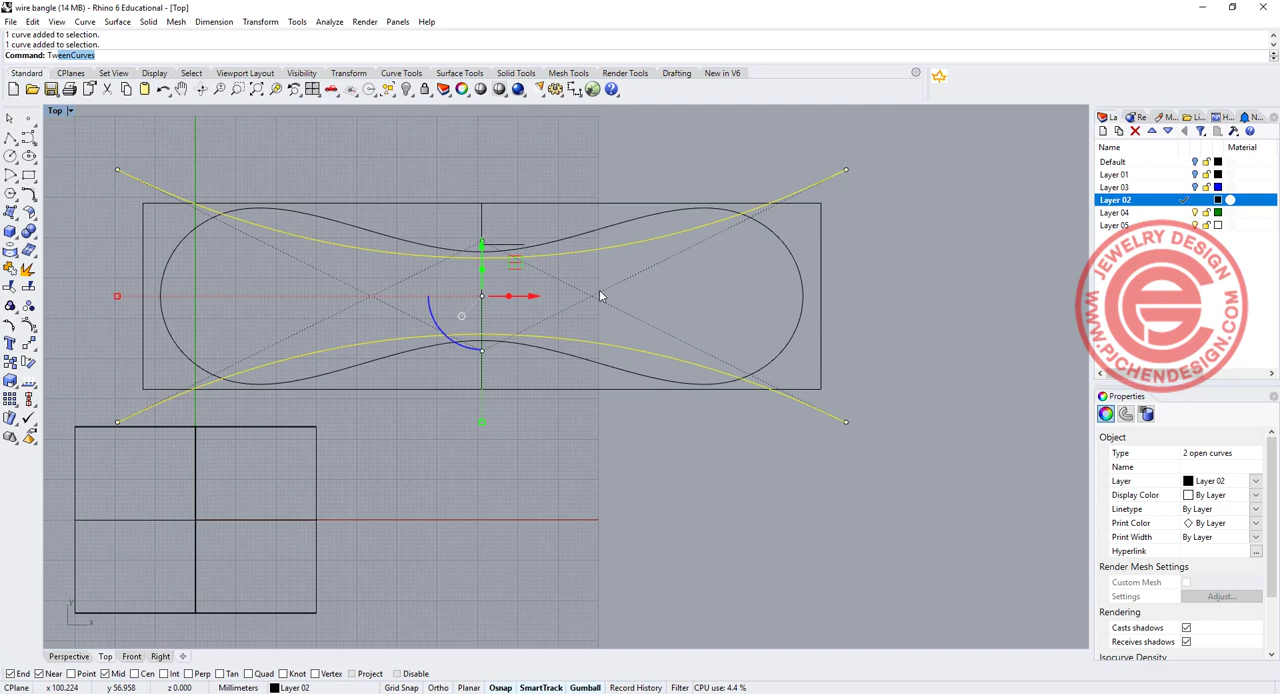 wire bangle (14 MB) - Rhino 6 Educational - [Top]
File Edit View Curve Surface Solid Mesh Dimension Transform Tools Analyze Render Panels Help
1 curve added to selection.
1 curve added to selection.
Command: TweenCurves
Standard CPlanes Set View Display Select Viewport Layout Visibility Transform Curve Tools Surface Tools Solid Tools Mesh Tools Render Tools Drafting New in V6
Top
La Re M... Li... H... N...
Name Material
Default
Layer 01
Layer 03
Layer 02
Layer 04
Layer 05
JEWELRY DESIGN
WWW.PJCHENDESIGN.COM
Properties
Object
Type 2 open curves
Name
Layer Layer 02
Display Color By Layer
Linetype By Layer
Print Color By Layer
Print Width By Layer
Hyperlink ...
Render Mesh Settings
Custom Mesh
Settings Adjust...
Rendering
Casts shadows
Receives shadows
Isocurve Density
y
x
Perspective Top Front Right
End Near Point Mid Cen Int Perp Tan Quad Knot Vertex Project Disable
CPlane x 100.224 y 56.958 z 0.000 Millimeters Layer 02 Grid Snap Ortho Planar Osnap SmartTrack Gumball Record History Filter CPU use: 4.4 %